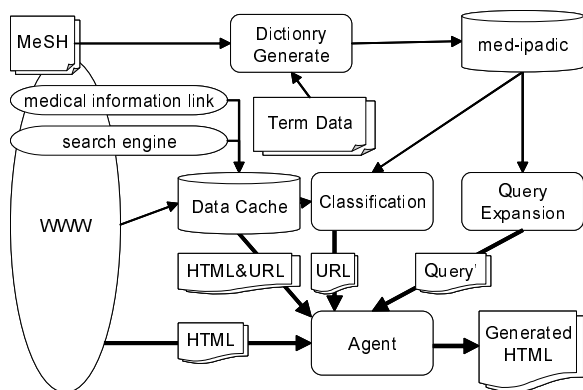 MeSH
Dictionry
Generate
med-ipadic
medical information link
Term Data
search engine
WWW
Data Cache
Classification
Query
Expansion
HTML&URL
URL
Query'
HTML
Agent
Generated
HTML